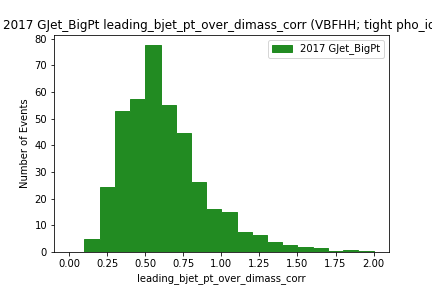 2017 GJet_BigPt leading_bjet_pt_over_dimass_corr (VBFHH; tight pho_i
2017 GJet_BigPt
Number of Events
80
70
60
50
40
30
20
10
0
0.00 0.25 0.50 0.75 1.00 1.25 1.50 1.75 2.00
leading_bjet_pt_over_dimass_corr